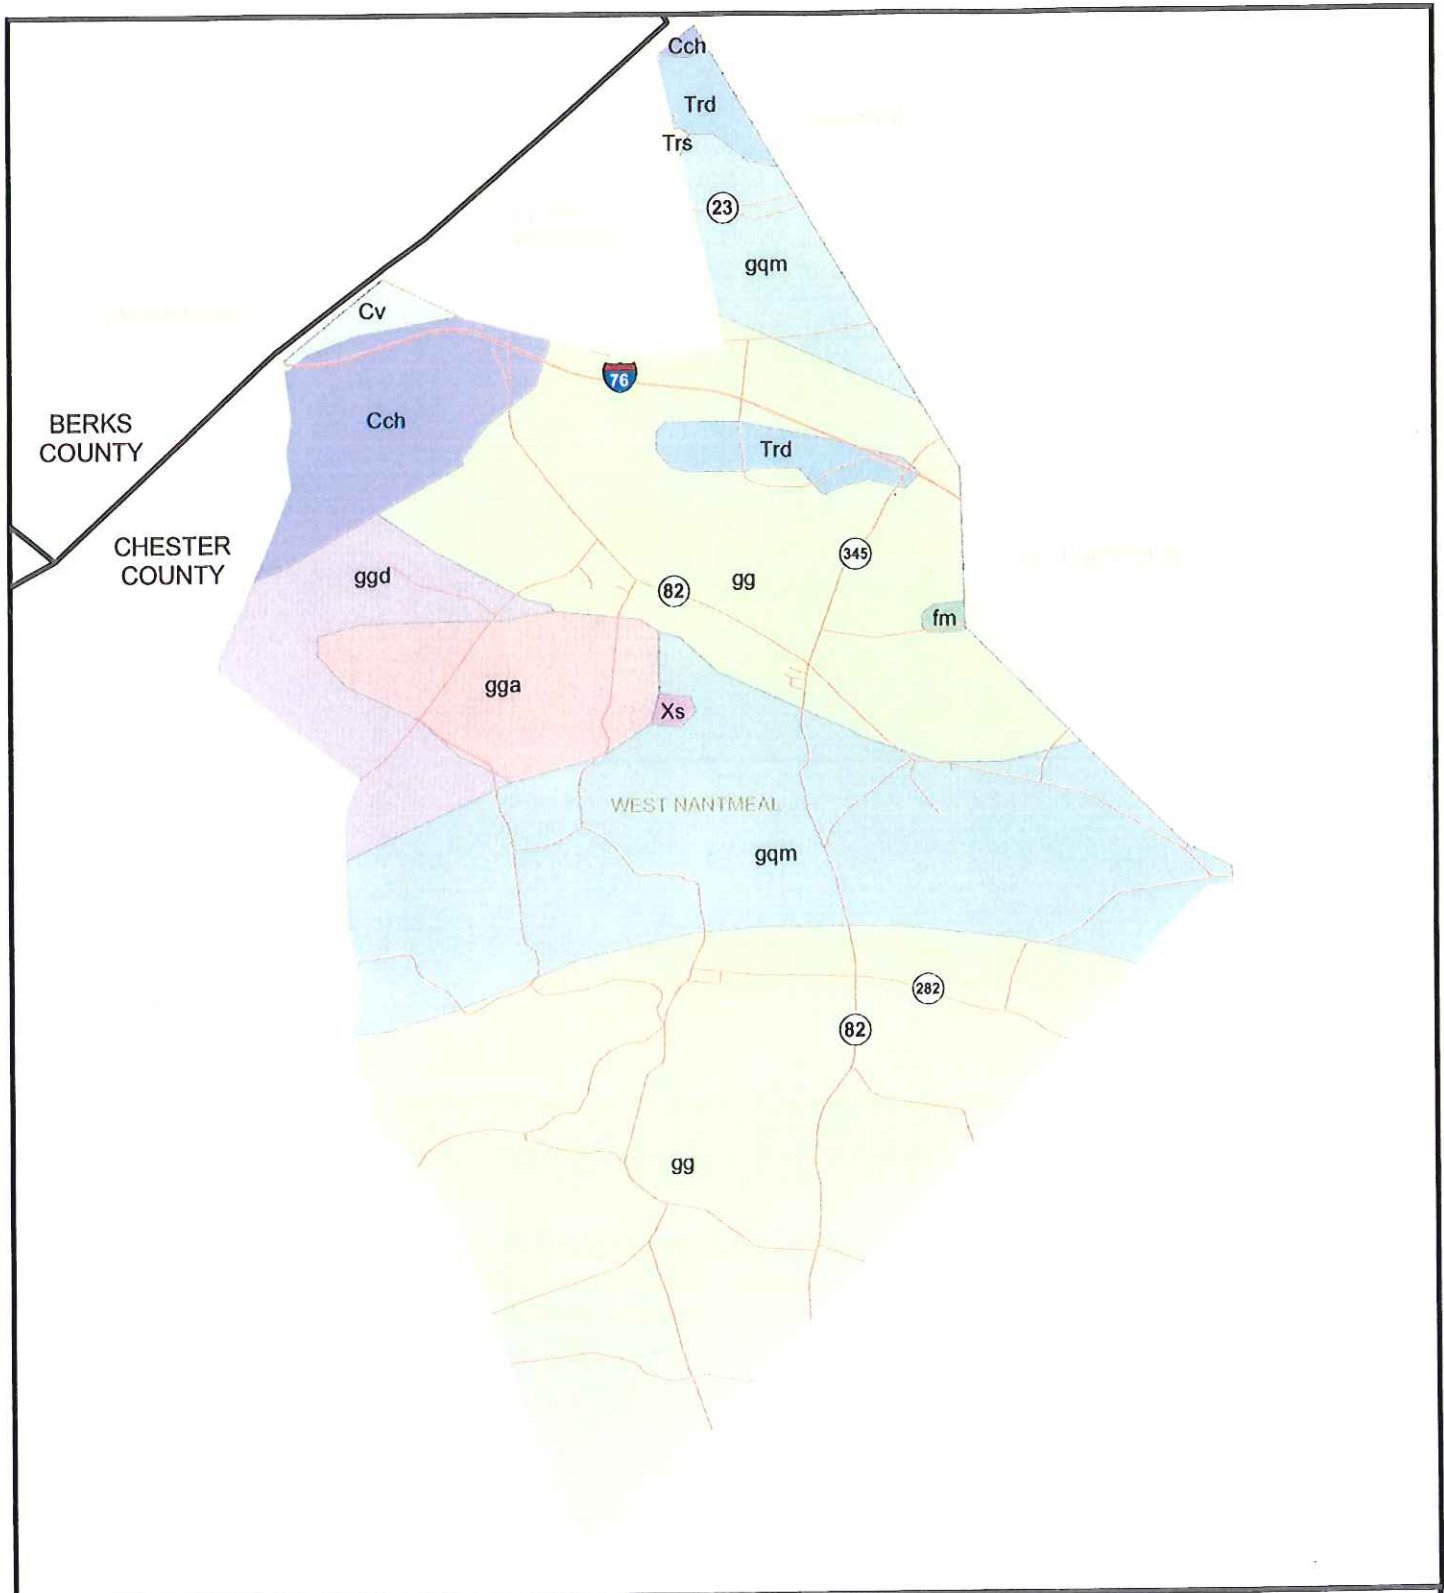 Cch
Trd
Trs
23
gqm
Cv
76
BERKS
COUNTY
Cch
Trd
CHESTER
COUNTY
ggd
82
gg
345
fm
gga
Xs
WEST NANTMEAL
gqm
282
82
gg